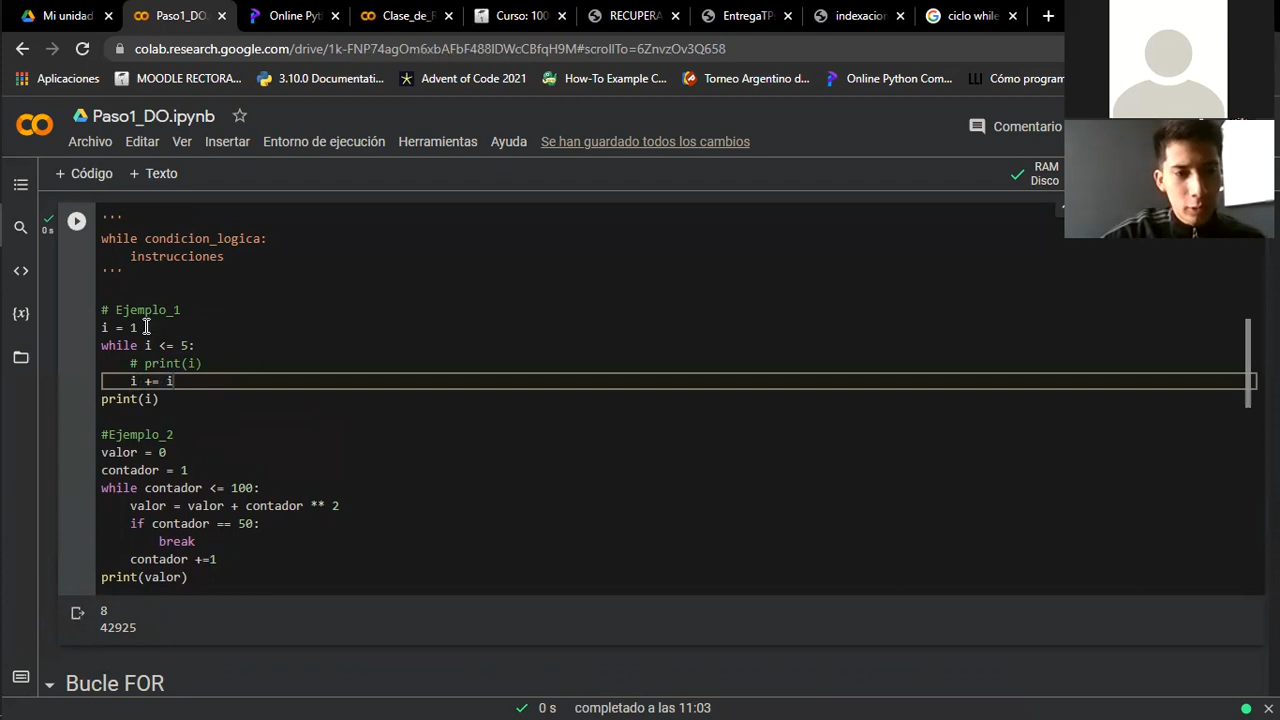 Mi unidad
Paso1_DO.
Online Pyt
Clase_de_F
Curso: 100
RECUPERA
EntregaTP
indexacion
ciclo while
colab.research.google.com/drive/1k-FNP74agOm6xbAFbF488IDWcCBfqH9M#scrollTo=6ZnvzOv3Q658
Aplicaciones
MOODLE RECTORA...
3.10.0 Documentati...
Advent of Code 2021
How-To Example C...
Torneo Argentino d...
Online Python Com...
Cómo program
Paso1_DO.ipynb
Comentario
Archivo Editar Ver Insertar Entorno de ejecución Herramientas Ayuda Se han guardado todos los cambios
+ Código + Texto
RAM
Disco
0 s
'''
while condicion_logica:
    instrucciones
'''
# Ejemplo_1
i = 1
while i <= 5:
    # print(i)
    i += i
print(i)
#Ejemplo_2
valor = 0
contador = 1
while contador <= 100:
    valor = valor + contador ** 2
    if contador == 50:
        break
    contador +=1
print(valor)
8
42925
Bucle FOR
0 s completado a las 11:03